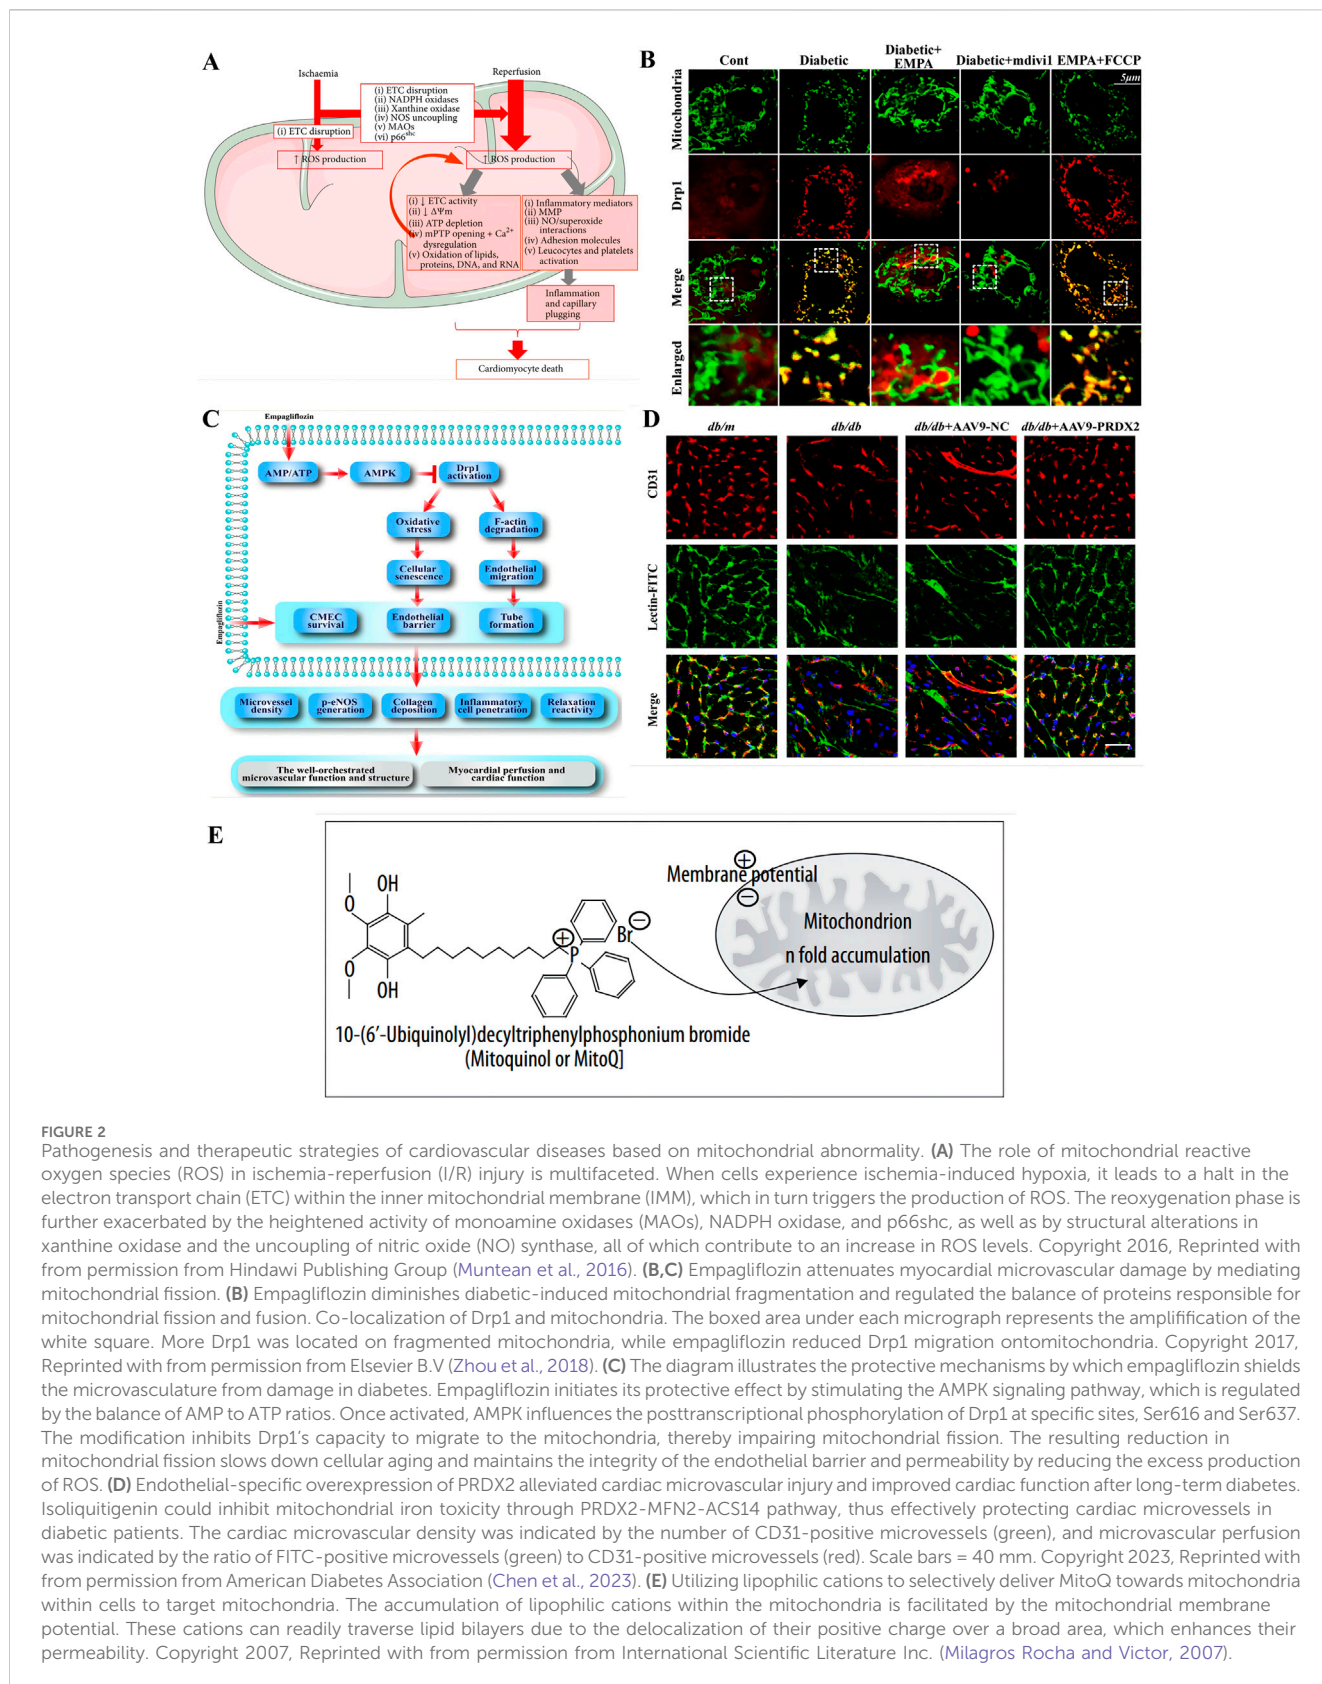 A
Ischaemia
Reperfusion
(i) ETC disruption
(ii) NADPH oxidases
(iii) Xanthine oxidase
(iv) NOS uncoupling
(v) MAOs
(vi) p66shc
(i) ETC disruption
↑ ROS production
↑ ROS production
(i) ↓ ETC activity
(ii) ↓ ΔΨm
(iii) ATP depletion
(iv) mPTP opening + Ca2+
dysregulation
(v) Oxidation of lipids,
proteins, DNA, and RNA
(i) Inflammatory mediators
(ii) MMP
(iii) NO/superoxide
interactions
(iv) Adhesion molecules
(v) Leucocytes and platelets
activation
Inflammation
and capillary
plugging
Cardiomyocyte death
B
Cont
Diabetic
Diabetic+
EMPA
Diabetic+mdivi1
EMPA+FCCP
5μm
Mitochondria
Drp1
Merge
Enlarged
C
Empagliflozin
AMP/ATP
AMPK
Drp1
activation
Oxidative
stress
F-actin
degradation
Cellular
senescence
Endothelial
migration
Empagliflozin
CMEC
survival
Endothelial
barrier
Tube
formation
Microvessel
density
p-eNOS
generation
Collagen
deposition
Inflammatory
cell penetration
Relaxation
reactivity
The well-orchestrated
microvascular function and structure
Myocardial perfusion and
cardiac function
D
db/m
db/db
db/db+AAV9-NC
db/db+AAV9-PRDX2
CD31
Lectin-FITC
Merge
E
OH
O
O
OH
+
P
Br
−
10-(6′-Ubiquinolyl)decyltriphenylphosphonium bromide
(Mitoquinol or MitoQ]
+
Membrane potential
−
Mitochondrion
n fold accumulation
FIGURE 2
Pathogenesis and therapeutic strategies of cardiovascular diseases based on mitochondrial abnormality. (A) The role of mitochondrial reactive
oxygen species (ROS) in ischemia-reperfusion (I/R) injury is multifaceted. When cells experience ischemia-induced hypoxia, it leads to a halt in the
electron transport chain (ETC) within the inner mitochondrial membrane (IMM), which in turn triggers the production of ROS. The reoxygenation phase is
further exacerbated by the heightened activity of monoamine oxidases (MAOs), NADPH oxidase, and p66shc, as well as by structural alterations in
xanthine oxidase and the uncoupling of nitric oxide (NO) synthase, all of which contribute to an increase in ROS levels. Copyright 2016, Reprinted with
from permission from Hindawi Publishing Group (Muntean et al., 2016). (B,C) Empagliflozin attenuates myocardial microvascular damage by mediating
mitochondrial fission. (B) Empagliflozin diminishes diabetic-induced mitochondrial fragmentation and regulated the balance of proteins responsible for
mitochondrial fission and fusion. Co-localization of Drp1 and mitochondria. The boxed area under each micrograph represents the amplifification of the
white square. More Drp1 was located on fragmented mitochondria, while empagliflozin reduced Drp1 migration ontomitochondria. Copyright 2017,
Reprinted with from permission from Elsevier B.V (Zhou et al., 2018). (C) The diagram illustrates the protective mechanisms by which empagliflozin shields
the microvasculature from damage in diabetes. Empagliflozin initiates its protective effect by stimulating the AMPK signaling pathway, which is regulated
by the balance of AMP to ATP ratios. Once activated, AMPK influences the posttranscriptional phosphorylation of Drp1 at specific sites, Ser616 and Ser637.
The modification inhibits Drp1's capacity to migrate to the mitochondria, thereby impairing mitochondrial fission. The resulting reduction in
mitochondrial fission slows down cellular aging and maintains the integrity of the endothelial barrier and permeability by reducing the excess production
of ROS. (D) Endothelial-specific overexpression of PRDX2 alleviated cardiac microvascular injury and improved cardiac function after long-term diabetes.
Isoliquitigenin could inhibit mitochondrial iron toxicity through PRDX2-MFN2-ACS14 pathway, thus effectively protecting cardiac microvessels in
diabetic patients. The cardiac microvascular density was indicated by the number of CD31-positive microvessels (green), and microvascular perfusion
was indicated by the ratio of FITC-positive microvessels (green) to CD31-positive microvessels (red). Scale bars = 40 mm. Copyright 2023, Reprinted with
from permission from American Diabetes Association (Chen et al., 2023). (E) Utilizing lipophilic cations to selectively deliver MitoQ towards mitochondria
within cells to target mitochondria. The accumulation of lipophilic cations within the mitochondria is facilitated by the mitochondrial membrane
potential. These cations can readily traverse lipid bilayers due to the delocalization of their positive charge over a broad area, which enhances their
permeability. Copyright 2007, Reprinted with from permission from International Scientific Literature Inc. (Milagros Rocha and Victor, 2007).